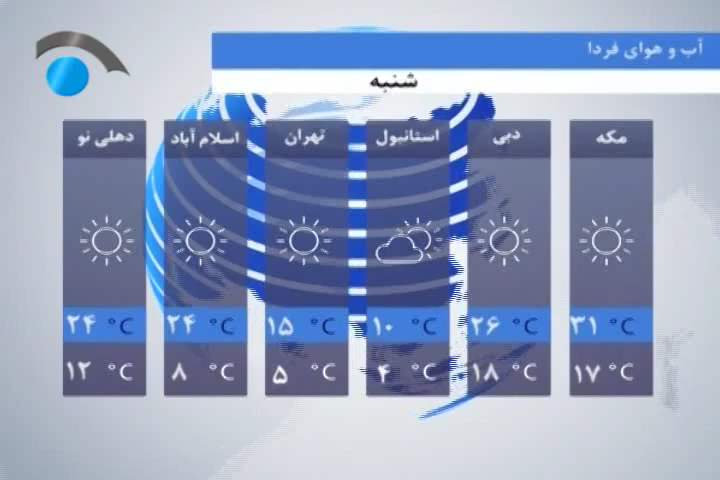 آب و هوای فردا
شنبه
مکه دبی استانبول تهران اسلام آباد دهلی نو
۳۱ °C ۲۶ °C ۱۰ °C ۱۵ °C ۲۴ °C ۲۴ °C
۱۷ °C ۱۸ °C ۴ °C ۵ °C ۸ °C ۱۲ °C